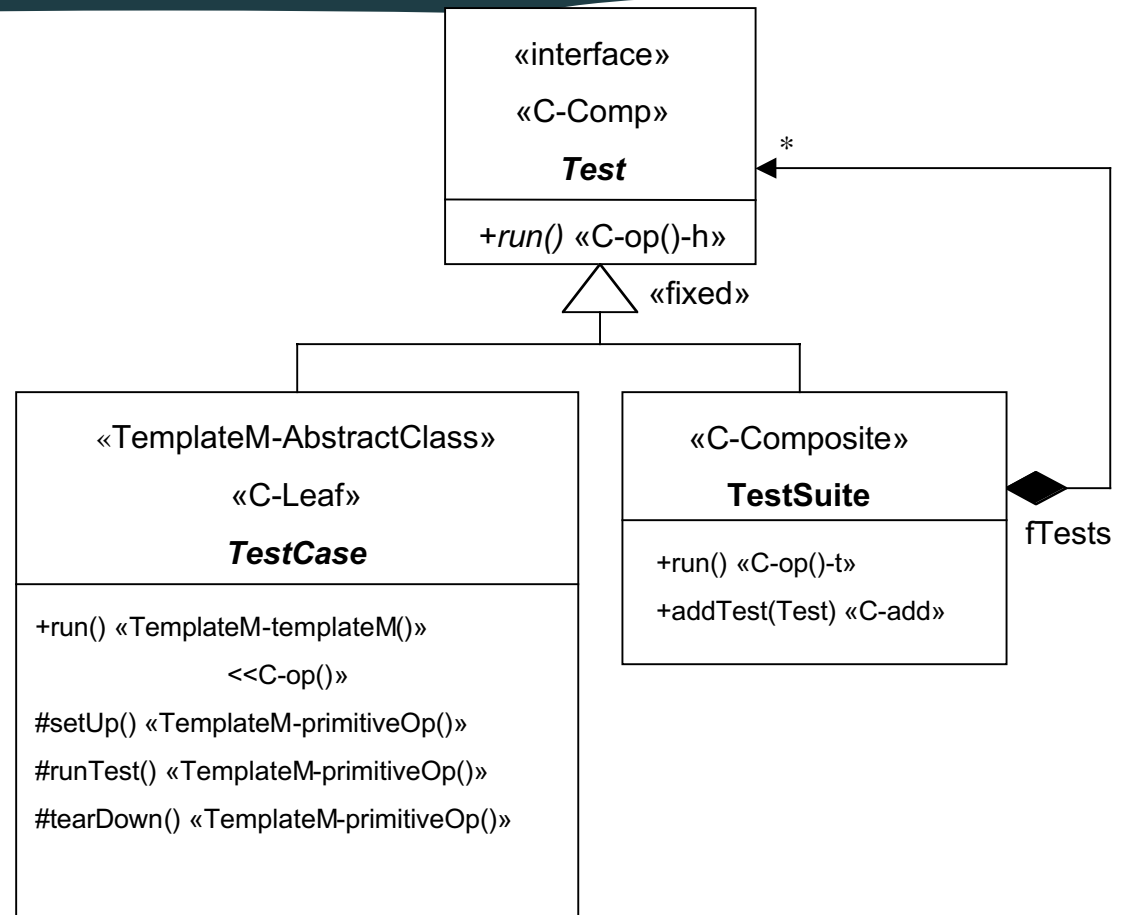 «interface»
«C-Comp»
Test
+run() «C-op()-h»
*
«fixed»
«TemplateM-AbstractClass»
«C-Leaf»
TestCase
+run() «TemplateM-templateM()»
<<C-op()»
#setUp() «TemplateM-primitiveOp()»
#runTest() «TemplateM-primitiveOp()»
#tearDown() «TemplateM-primitiveOp()»
«C-Composite»
TestSuite
+run() «C-op()-t»
+addTest(Test) «C-add»
fTests